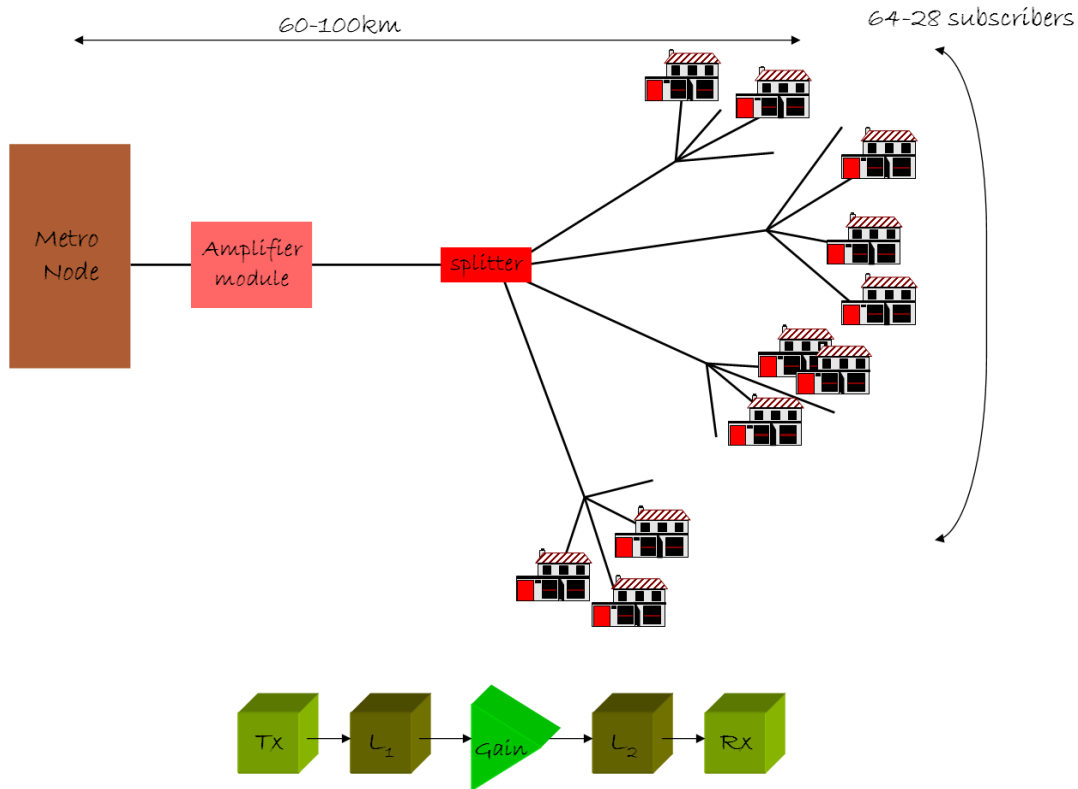 60-100km
64-28 subscribers
Metro
Node
Amplifier
module
splitter
Tx
L1
Gain
L2
Rx